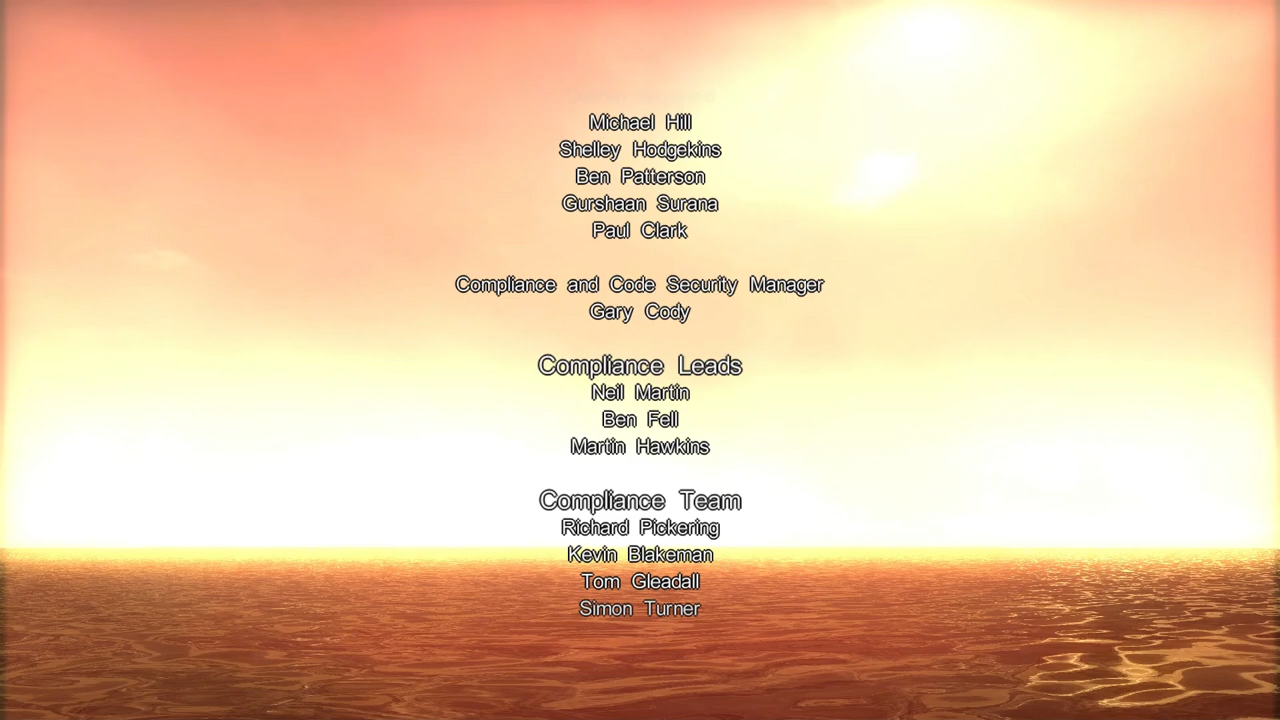 Michael Hill
Shelley Hodgekins
Ben Patterson
Gurshaan Surana
Paul Clark
Compliance and Code Security Manager
Gary Cody
Compliance Leads
Neil Martin
Ben Fell
Martin Hawkins
Compliance Team
Richard Pickering
Kevin Blakeman
Tom Gleadall
Simon Turner